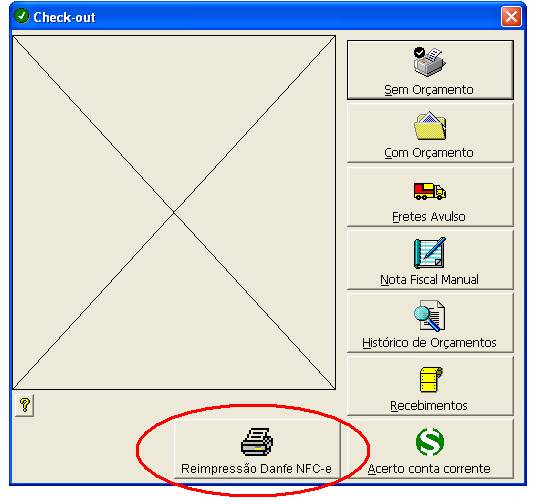 Check-out
Sem Orçamento
Com Orçamento
Fretes Avulso
Nota Fiscal Manual
Histórico de Orçamentos
Recebimentos
?
Reimpressão Danfe NFC-e
Acerto conta corrente